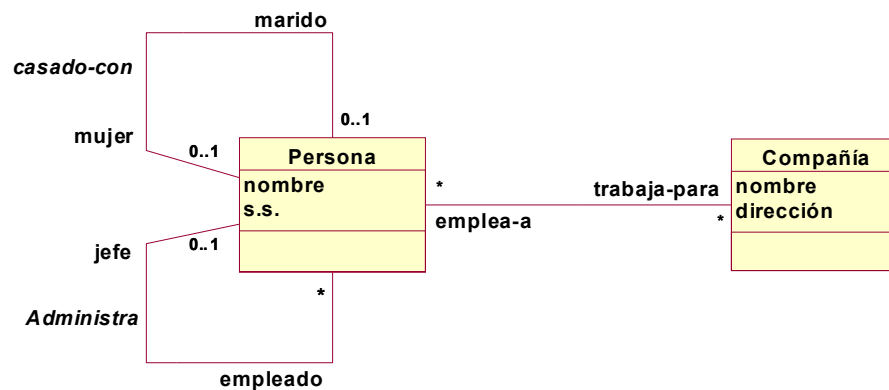 marido
casado-con
mujer
0..1
0..1
Persona
nombre
s.s.
*
emplea-a
trabaja-para
*
Compañía
nombre
dirección
jefe
0..1
*
Administra
empleado